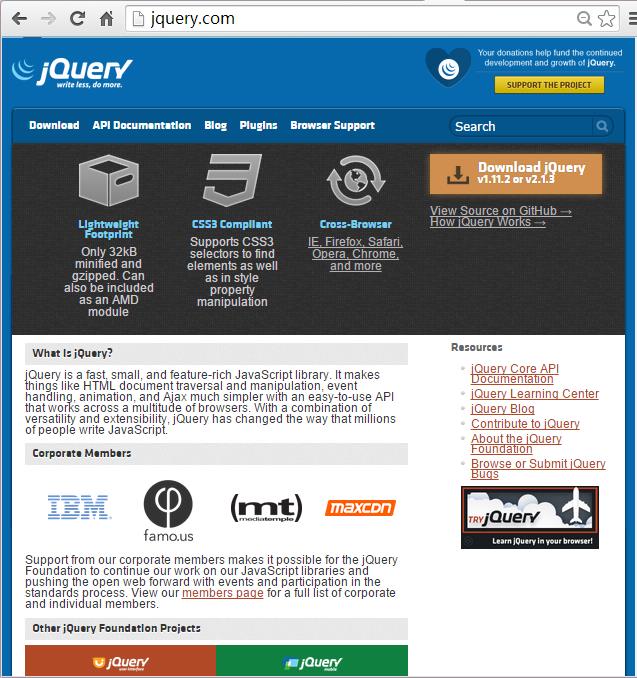 jquery.com
jQuery
write less, do more.
Your donations help fund the continued
development and growth of jQuery.
SUPPORT THE PROJECT
Download API Documentation Blog Plugins Browser Support
Search
Lightweight
Footprint
Only 32kB
minified and
gzipped. Can
also be included
as an AMD
module
CSS3 Compliant
Supports CSS3
selectors to find
elements as well
as in style
property
manipulation
Cross-Browser
IE, Firefox, Safari,
Opera, Chrome,
and more
Download jQuery
v1.11.2 or v2.1.3
View Source on GitHub →
How jQuery Works →
What is jQuery?
jQuery is a fast, small, and feature-rich JavaScript library. It makes
things like HTML document traversal and manipulation, event
handling, animation, and Ajax much simpler with an easy-to-use API
that works across a multitude of browsers. With a combination of
versatility and extensibility, jQuery has changed the way that millions
of people write JavaScript.
Corporate Members
IBM
famo.us
(mt)
mediatemple
maxcdn
Support from our corporate members makes it possible for the jQuery
Foundation to continue our work on our JavaScript libraries and
pushing the open web forward with events and participation in the
standards process. View our members page for a full list of corporate
and individual members.
Other jQuery Foundation Projects
jQuery
user interface
jQuery
mobile
Resources
jQuery Core API
Documentation
jQuery Learning Center
jQuery Blog
Contribute to jQuery
About the jQuery
Foundation
Browse or Submit jQuery
Bugs
TRY jQuery
Learn jQuery in your browser!